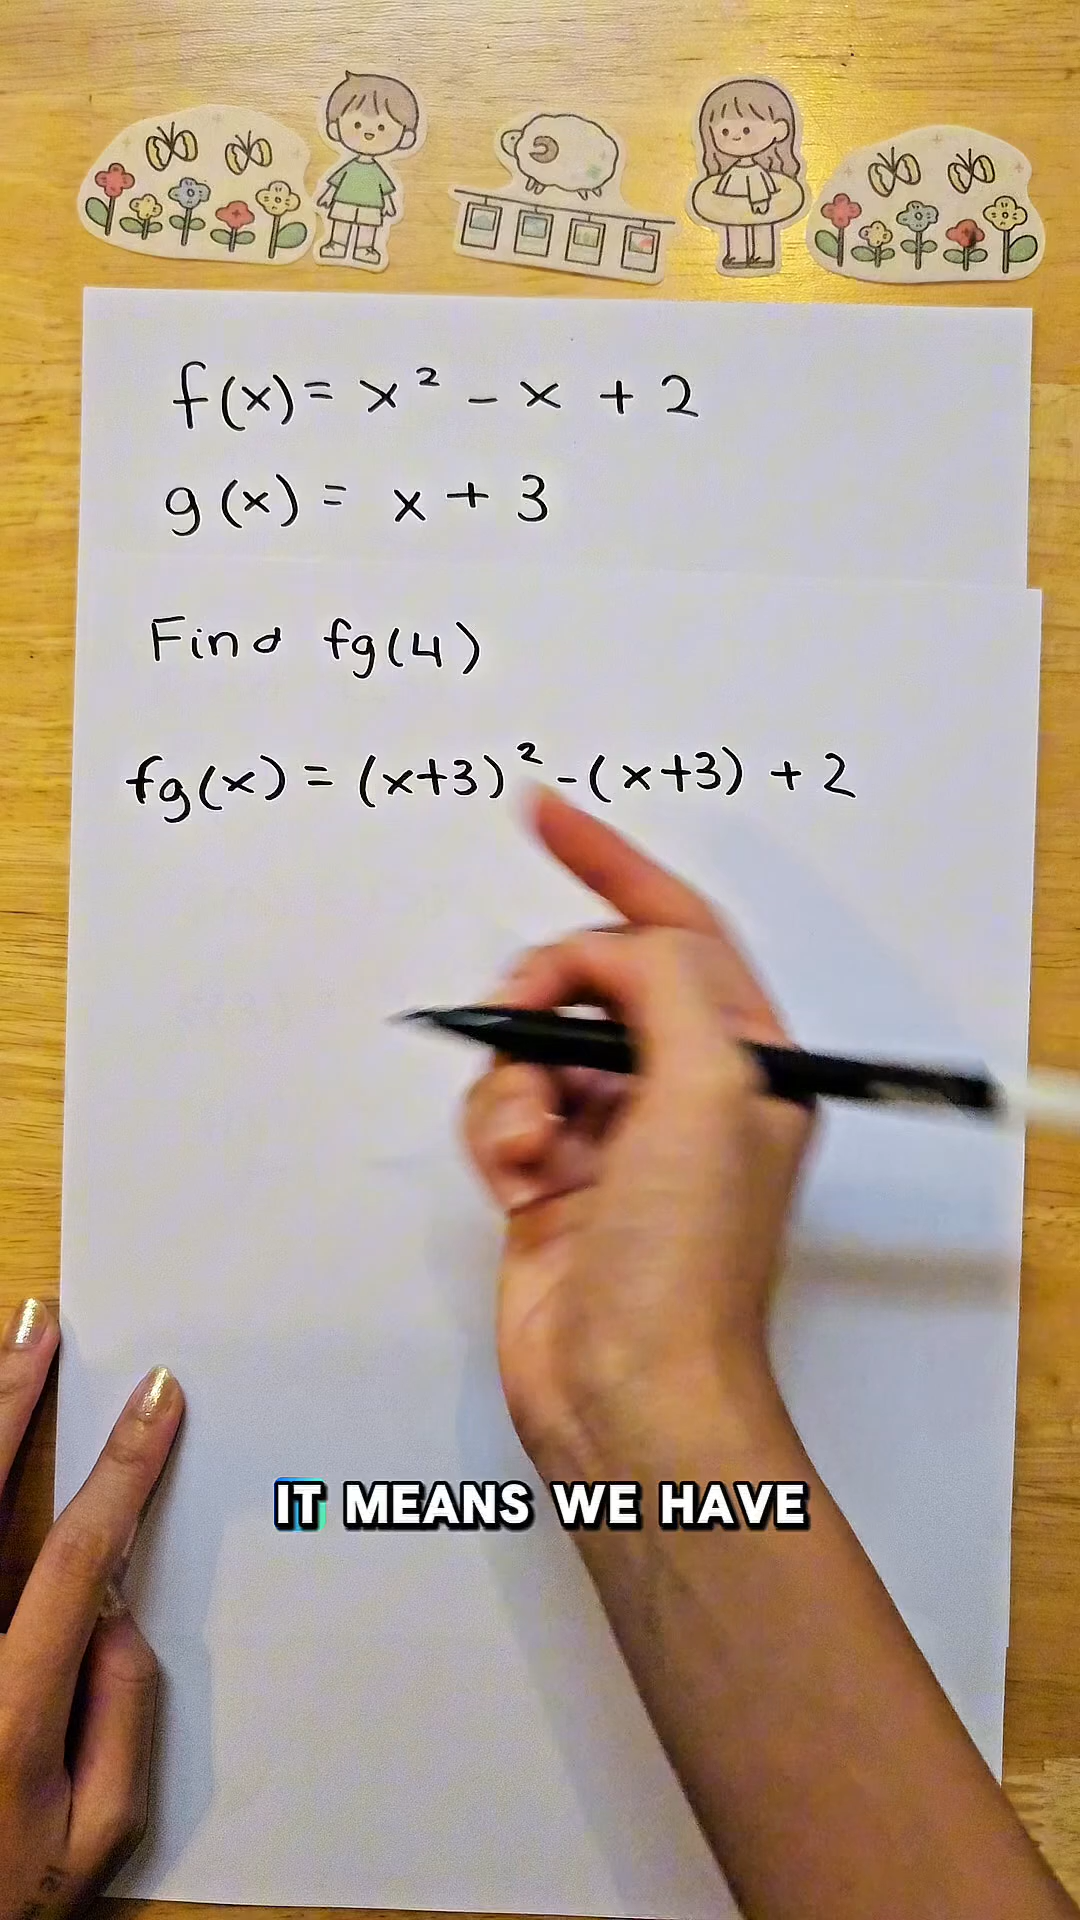 f(x) = x² - x + 2
g(x) = x + 3
Find fg(4)
fg(x) = (x+3)² - (x+3) + 2
IT MEANS WE HAVE